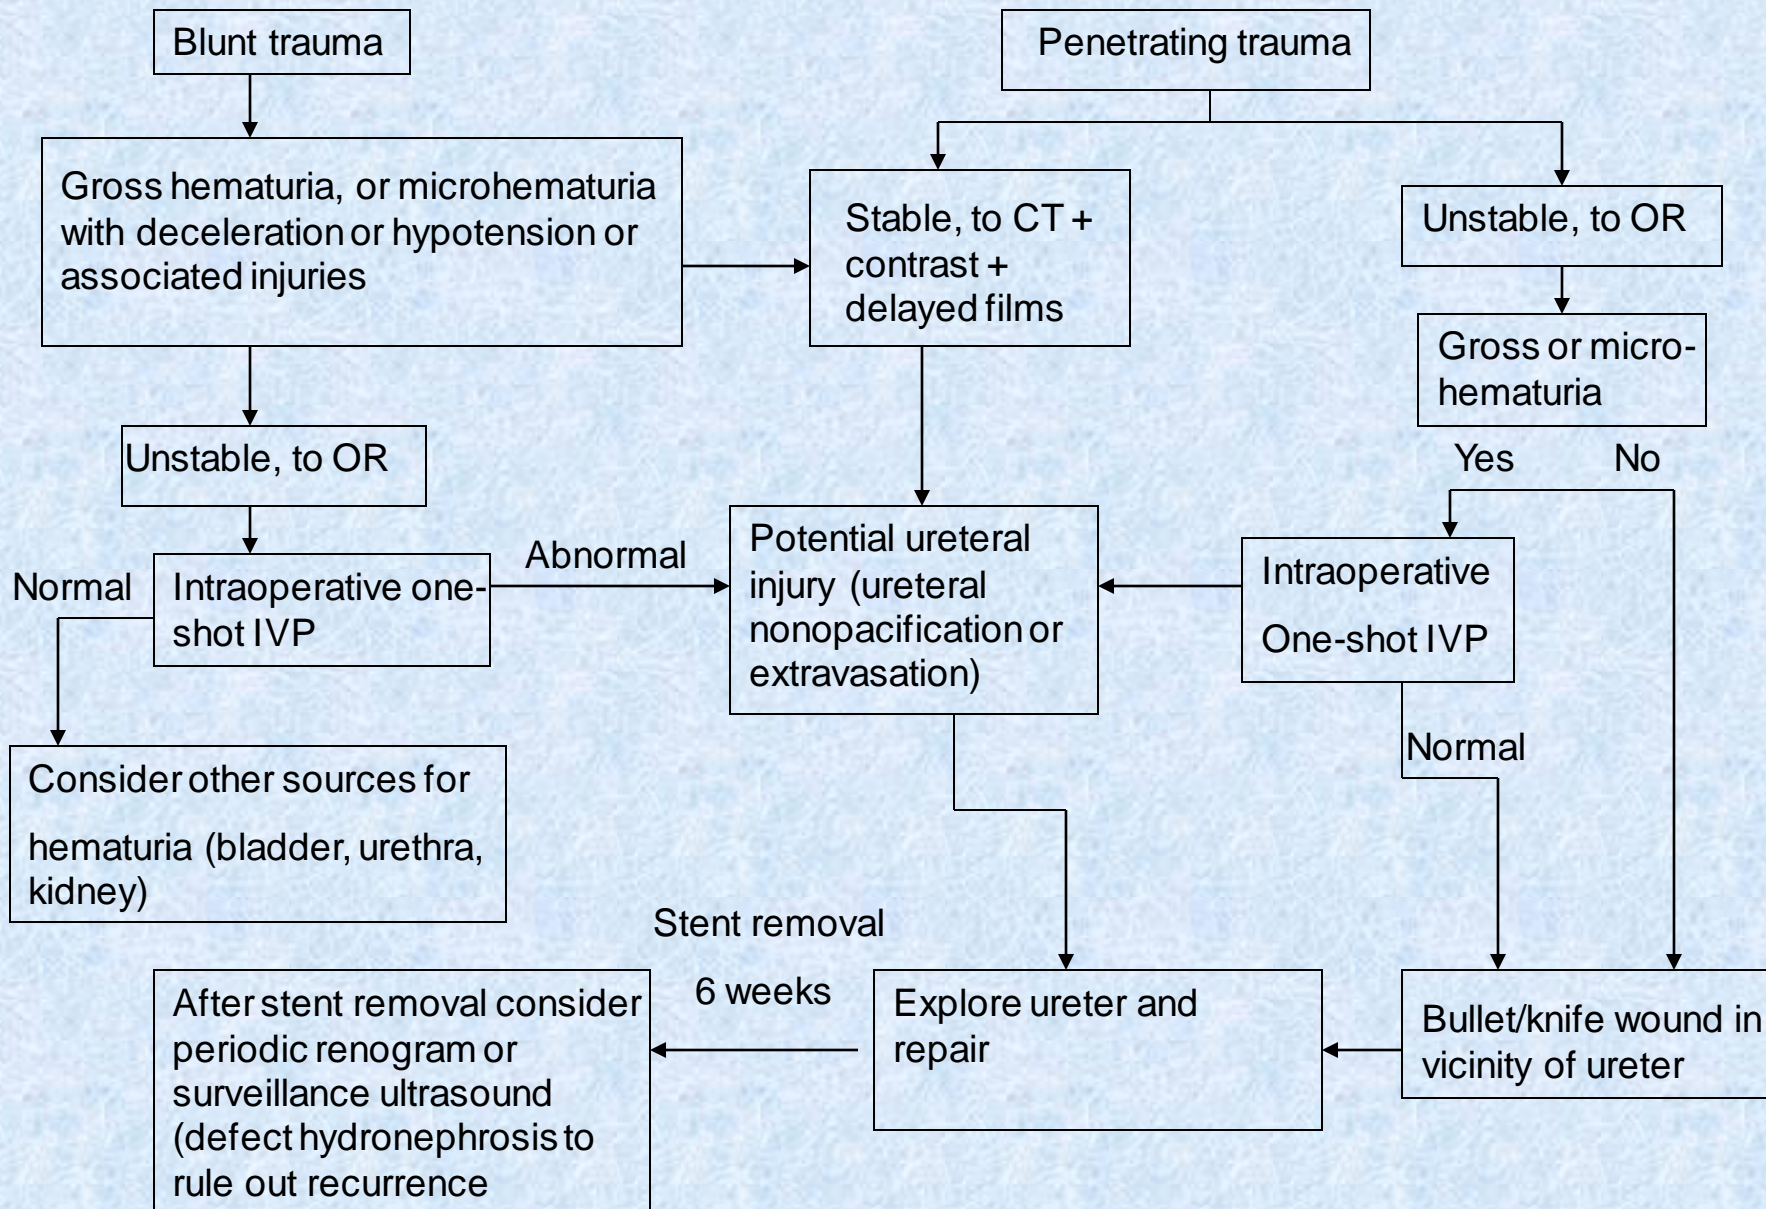 Blunt trauma
Penetrating trauma
Gross hematuria, or microhematuria
with deceleration or hypotension or
associated injuries
Stable, to CT +
contrast +
delayed films
Unstable, to OR
Gross or micro-
hematuria
Yes
No
Unstable, to OR
Normal
Intraoperative one-
shot IVP
Abnormal
Potential ureteral
injury (ureteral
nonopacification or
extravasation)
Intraoperative
One-shot IVP
Normal
Consider other sources for
hematuria (bladder, urethra,
kidney)
Stent removal
6 weeks
After stent removal consider
periodic renogram or
surveillance ultrasound
(defect hydronephrosis to
rule out recurrence
Explore ureter and
repair
Bullet/knife wound in
vicinity of ureter